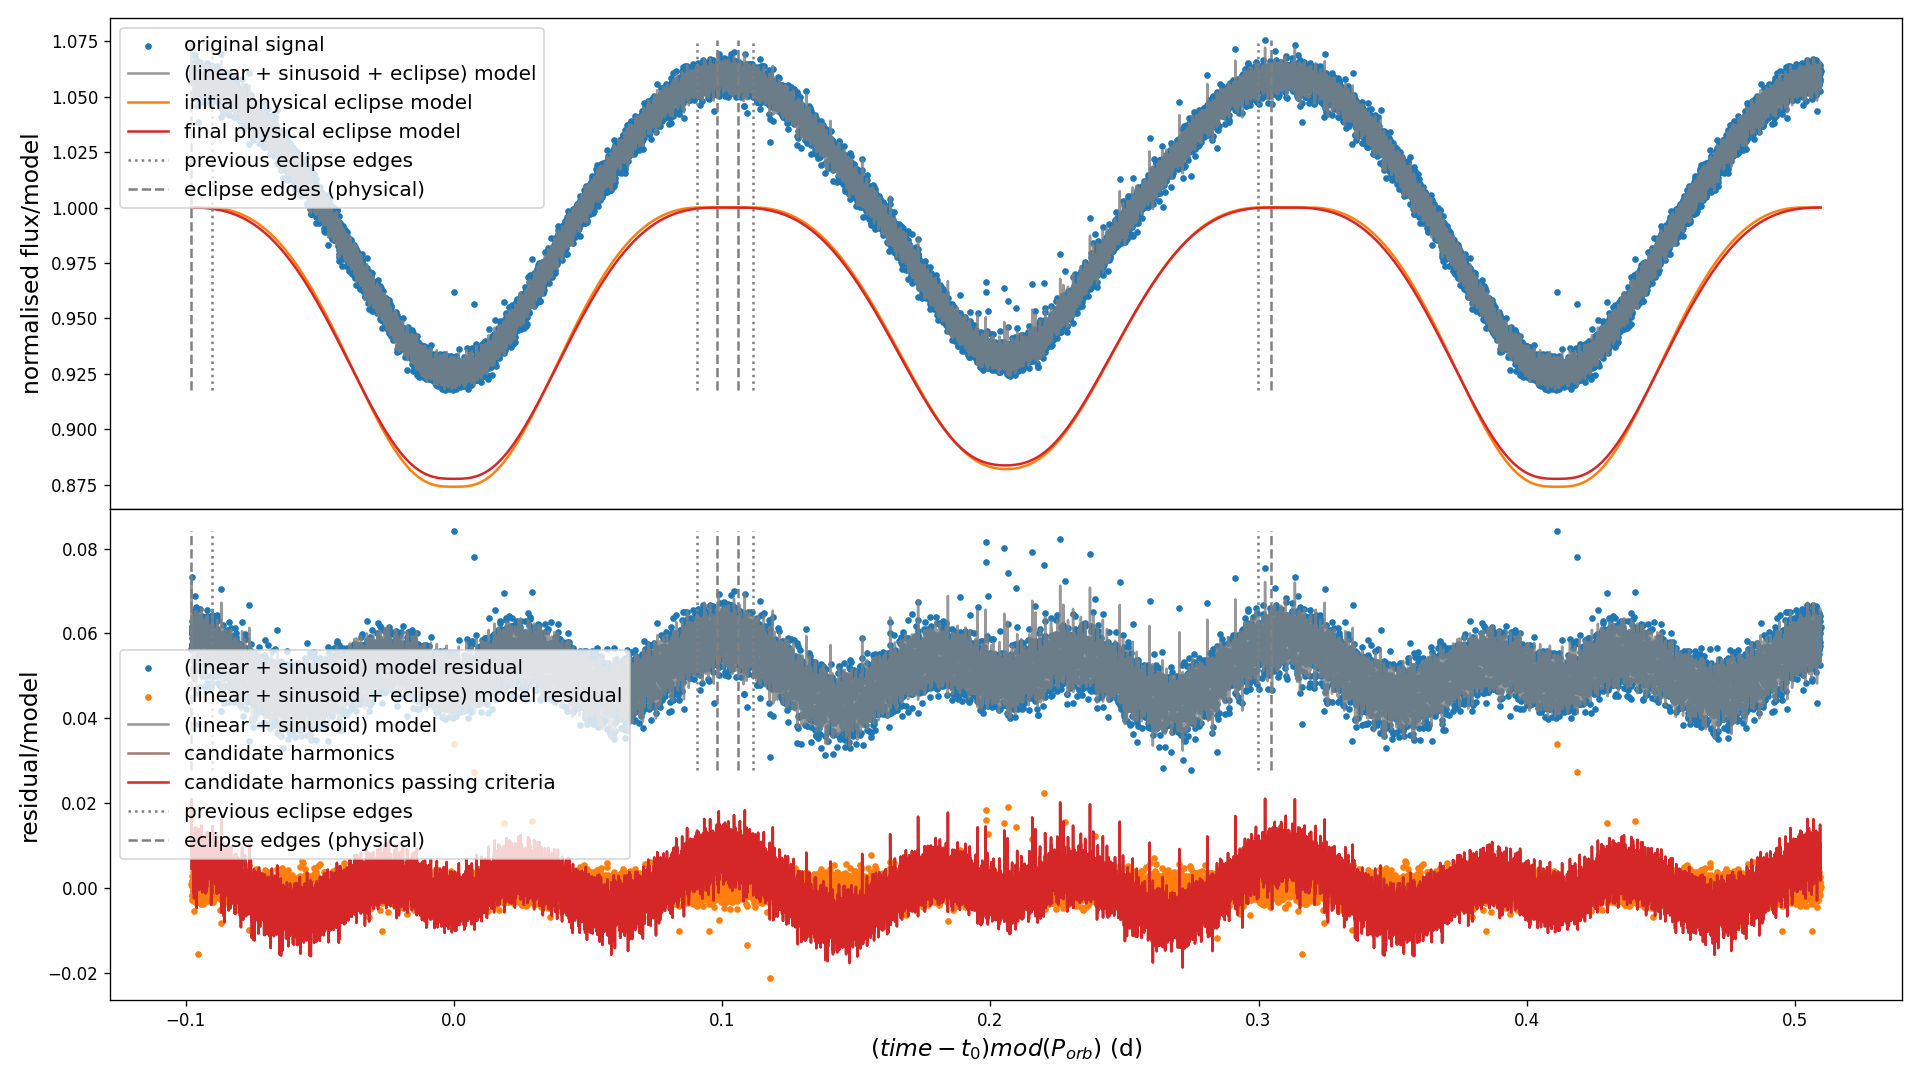 normalised flux/model
1.075
1.050
1.025
1.000
0.975
0.950
0.925
0.900
0.875
original signal
(linear + sinusoid + eclipse) model
initial physical eclipse model
final physical eclipse model
previous eclipse edges
eclipse edges (physical)
residual/model
0.08
0.06
0.04
0.02
0.00
−0.02
(linear + sinusoid) model residual
(linear + sinusoid + eclipse) model residual
(linear + sinusoid) model
candidate harmonics
candidate harmonics passing criteria
previous eclipse edges
eclipse edges (physical)
−0.1 0.0 0.1 0.2 0.3 0.4 0.5
(time − t₀)mod(P_orb) (d)